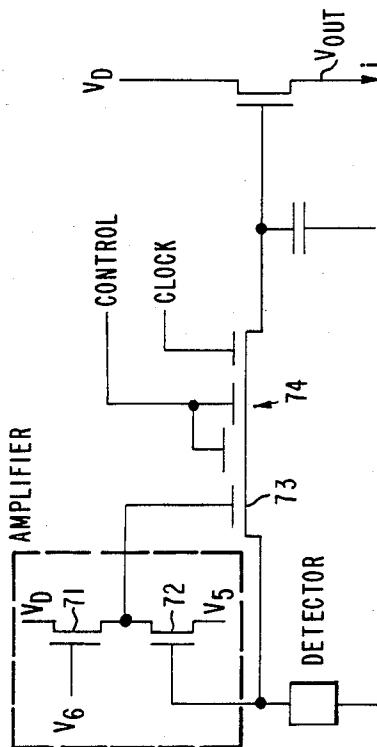 AMPLIFIER
V_D
71
V_6
72
V_5
CONTROL
CLOCK
V_D
V_OUT
i
73
74
DETECTOR